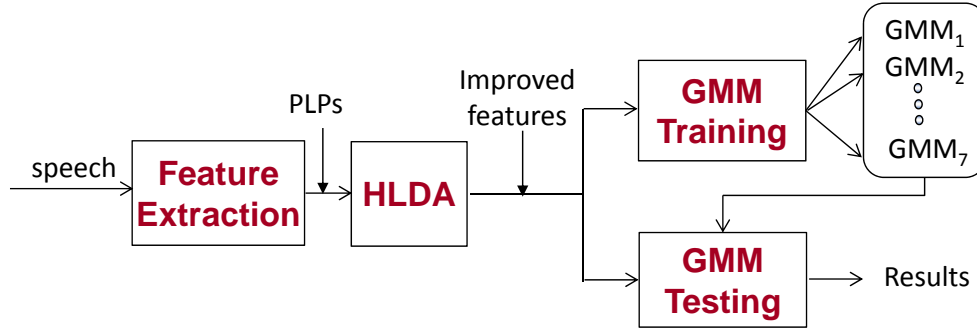 speech
Feature
Extraction
PLPs
HLDA
Improved
features
GMM
Training
GMM₁
GMM₂
GMM₇
GMM
Testing
Results